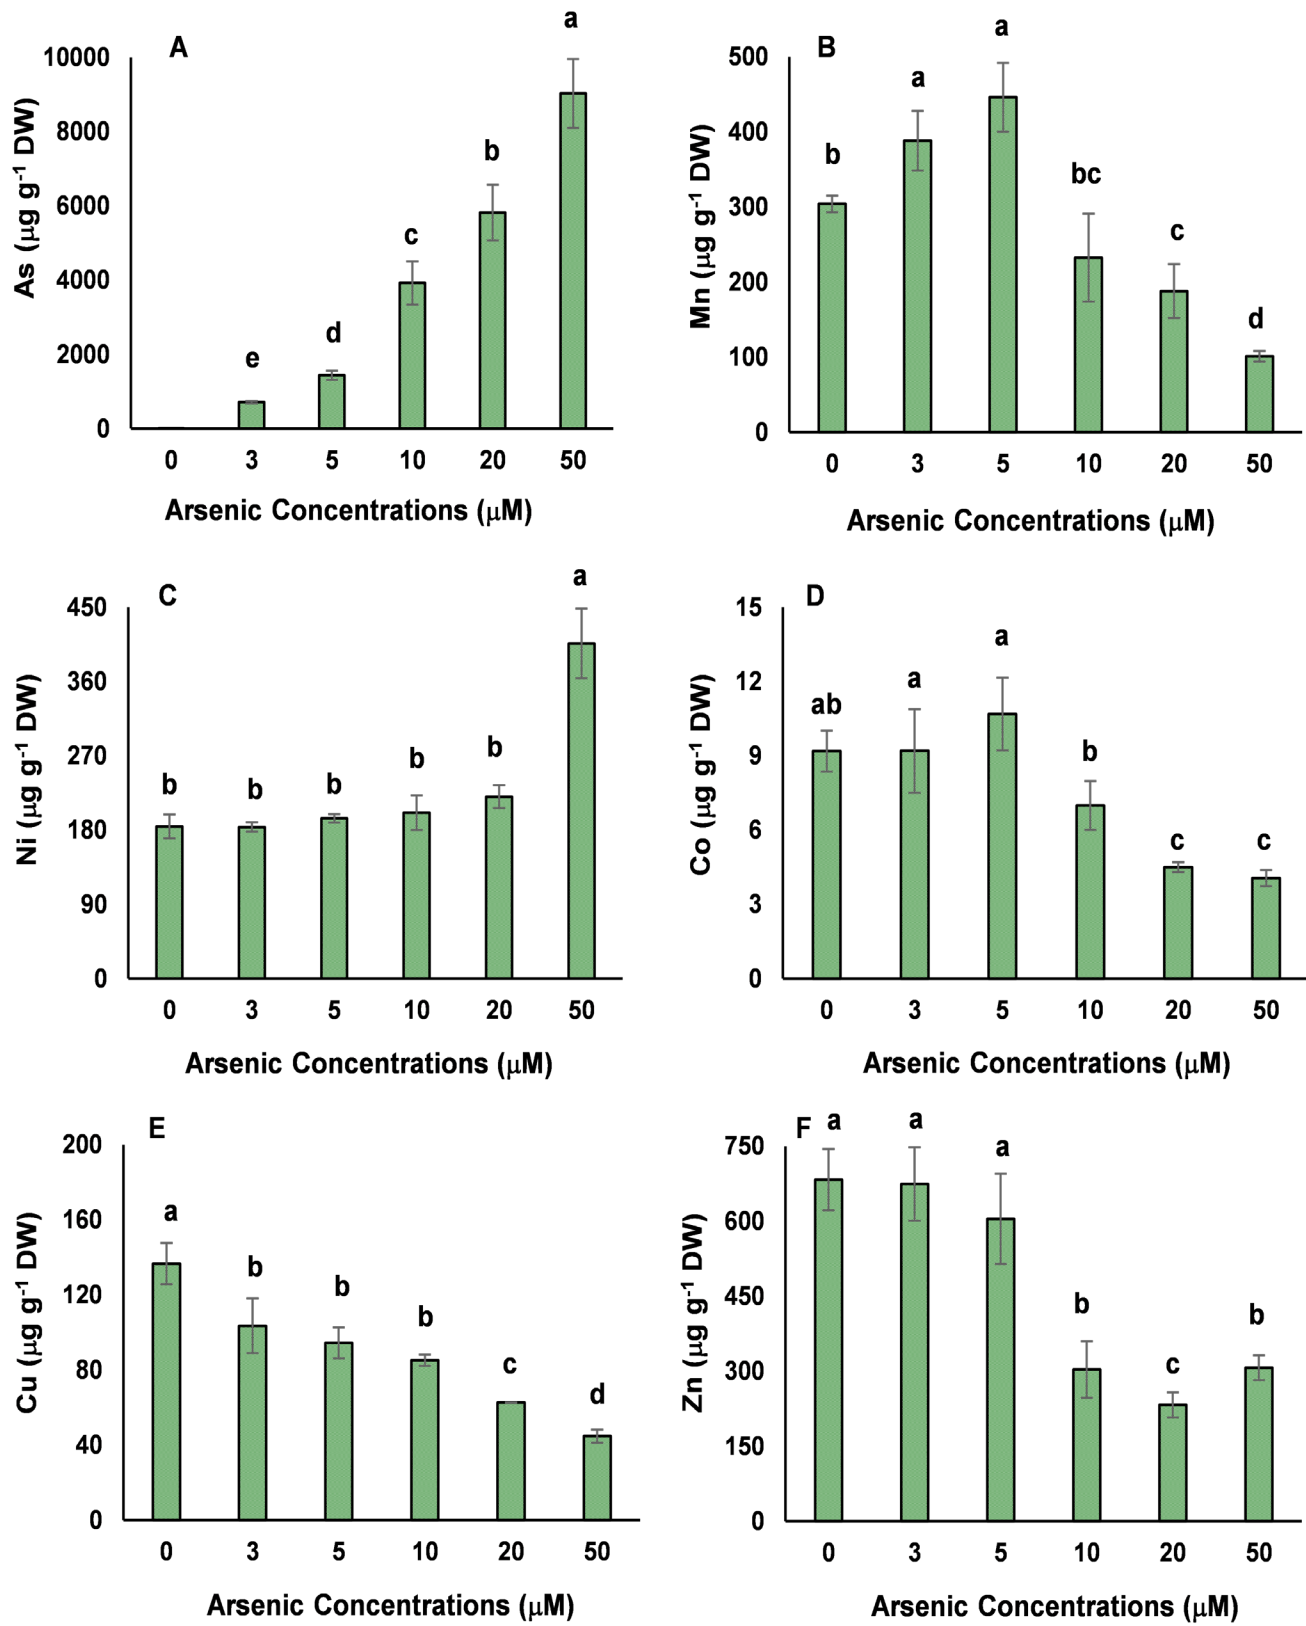 A
As (μg g-1 DW)
10000
8000
6000
4000
2000
0
e
d
c
b
a
0 3 5 10 20 50
Arsenic Concentrations (μM)
B
Mn (μg g-1 DW)
500
400
300
200
100
0
b
a
a
bc
c
d
0 3 5 10 20 50
Arsenic Concentrations (μM)
C
Ni (μg g-1 DW)
450
360
270
180
90
0
b
b
b
b
b
a
0 3 5 10 20 50
Arsenic Concentrations (μM)
D
Co (μg g-1 DW)
15
12
9
6
3
0
ab
a
a
b
c
c
0 3 5 10 20 50
Arsenic Concentrations (μM)
E
Cu (μg g-1 DW)
200
160
120
80
40
0
a
b
b
b
c
d
0 3 5 10 20 50
Arsenic Concentrations (μM)
F
Zn (μg g-1 DW)
750
600
450
300
150
0
a
a
a
b
c
b
0 3 5 10 20 50
Arsenic Concentrations (μM)